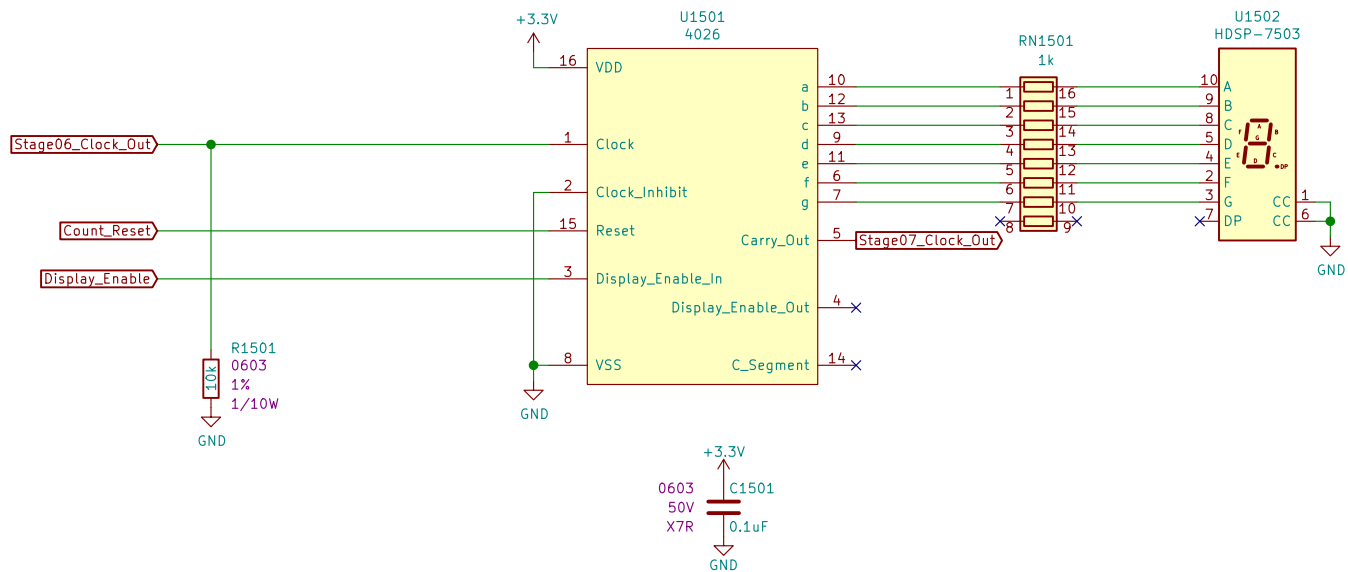 +3.3V
U1501
4026
16
VDD
Stage06_Clock_Out
1
Clock
2
Clock_Inhibit
Count_Reset
15
Reset
Display_Enable
3
Display_Enable_In
8
VSS
GND
R1501
10k
0603
1%
1/10W
GND
a
10
b
12
c
13
d
9
e
11
f
6
g
7
Carry_Out
5
Stage07_Clock_Out
Display_Enable_Out
4
C_Segment
14
RN1501
1k
1
16
2
15
3
14
4
13
5
12
6
11
7
10
8
9
U1502
HDSP-7503
10
A
9
B
8
C
5
D
4
E
2
F
3
G
7
DP
A
F
B
G
E
C
D
DP
CC
1
CC
6
GND
+3.3V
0603
C1501
50V
X7R
0.1uF
GND